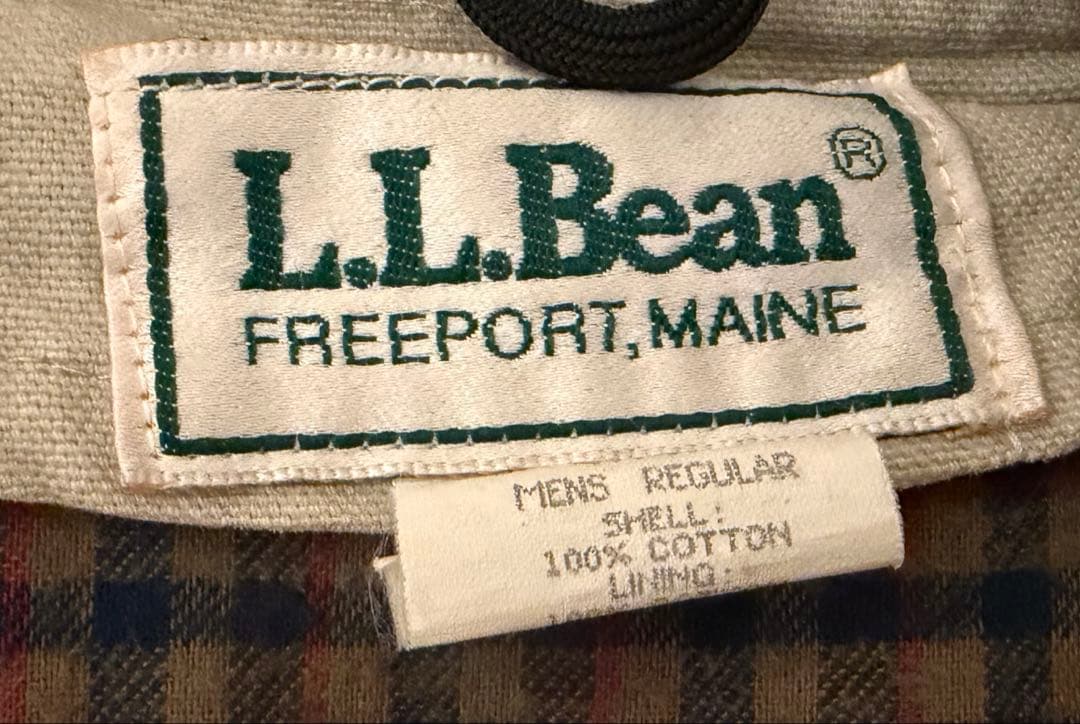 L.L.Bean®
FREEPORT, MAINE
MENS REGULAR
SHELL:
100% COTTON
LINING: